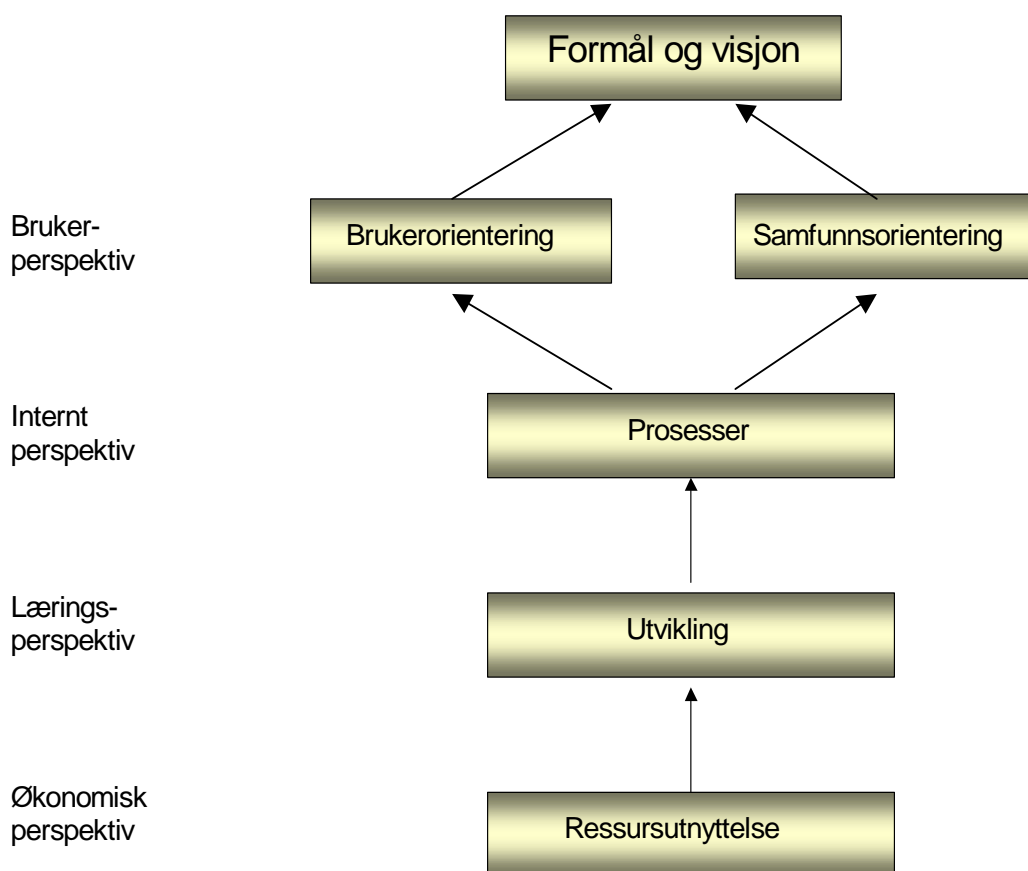 Formål og visjon
Bruker-
perspektiv
Brukerorientering
Samfunnsorientering
Internt
perspektiv
Prosesser
Lærings-
perspektiv
Utvikling
Økonomisk
perspektiv
Ressursutnyttelse